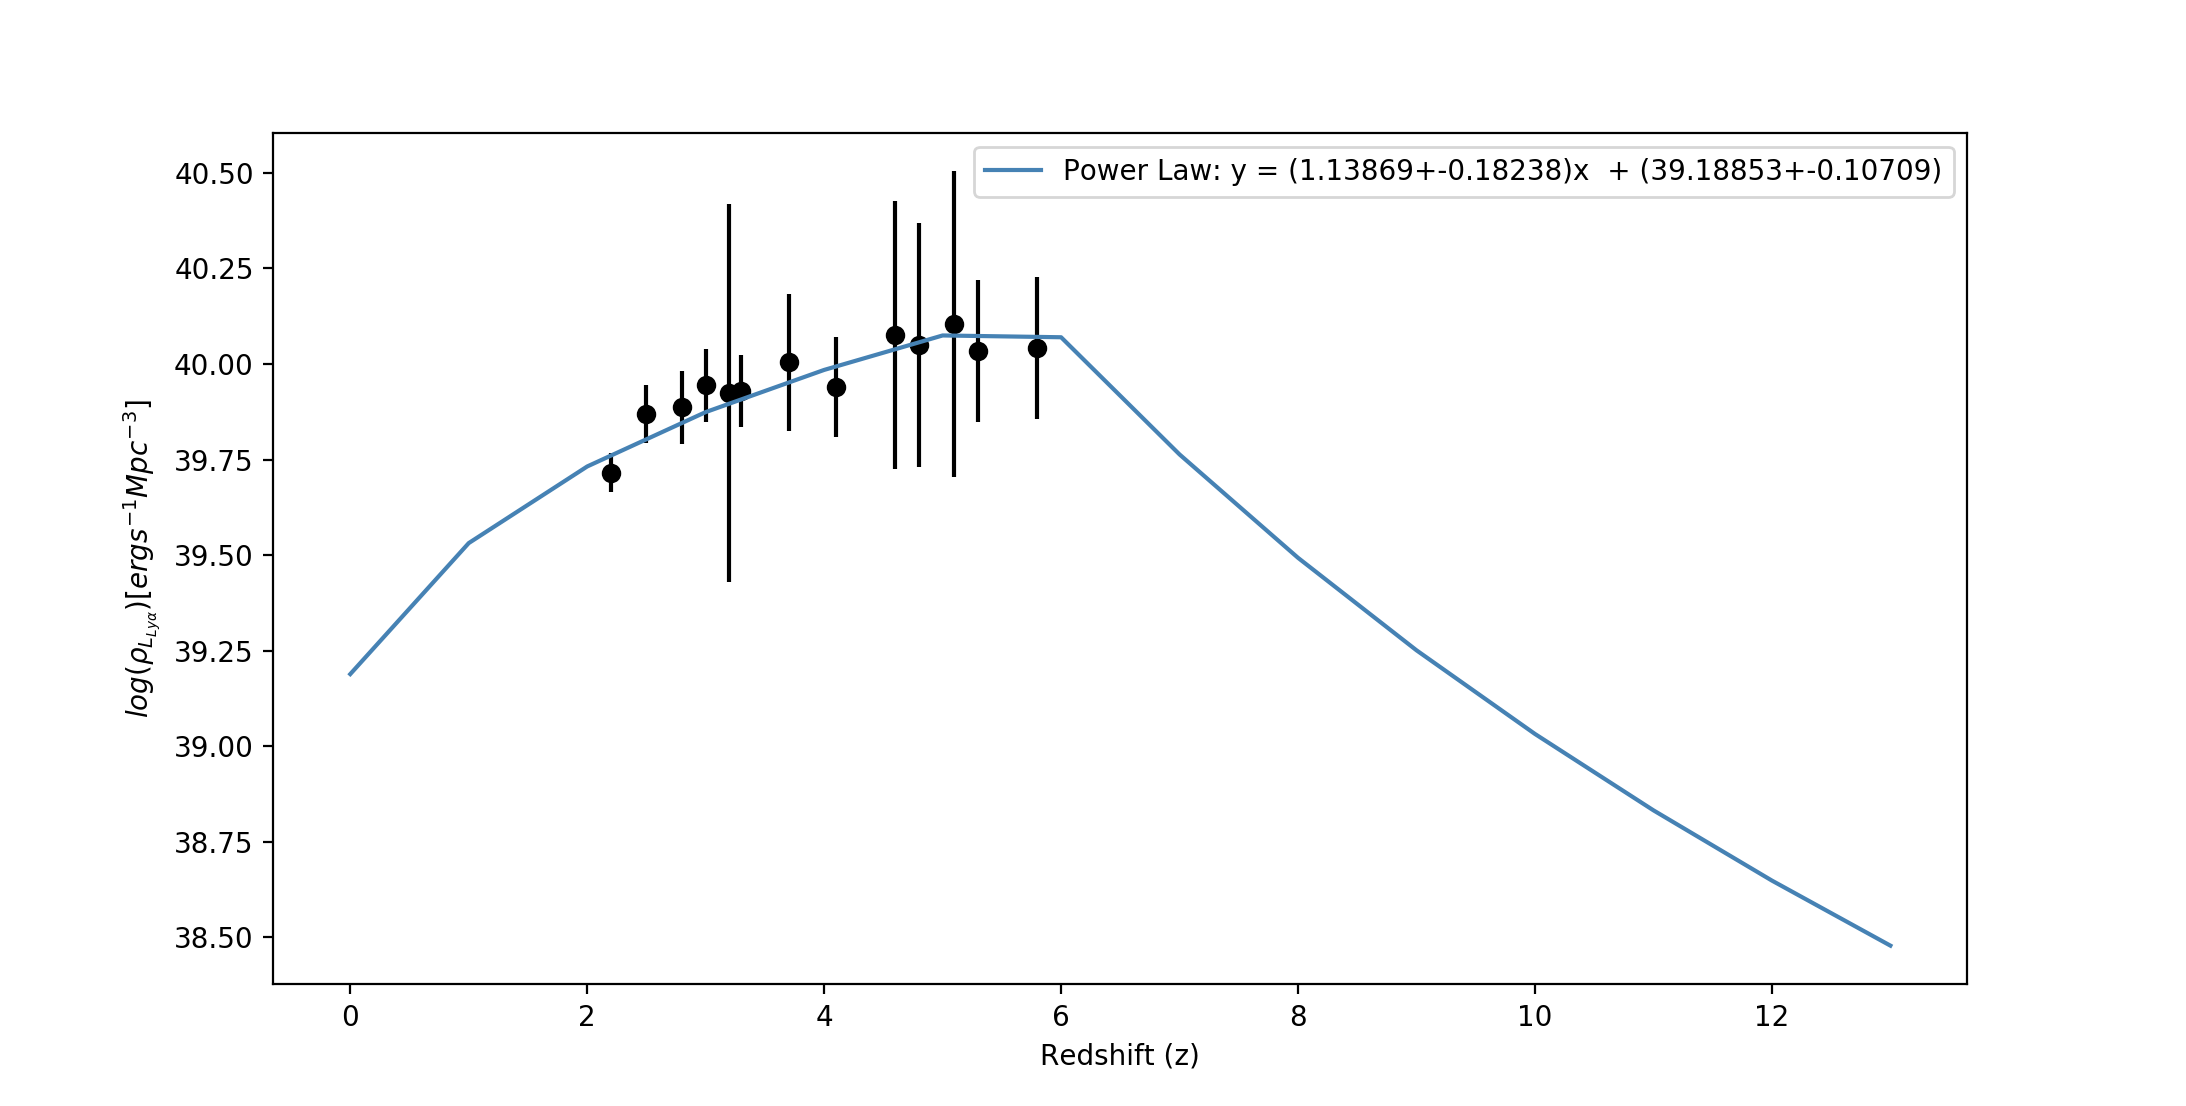 Power Law: y = (1.13869+-0.18238)x  + (39.18853+-0.10709)
40.50
40.25
40.00
39.75
39.50
39.25
39.00
38.75
38.50
log(ρ_{L_{Lyα}})[ergs⁻¹Mpc⁻³]
0 2 4 6 8 10 12
Redshift (z)